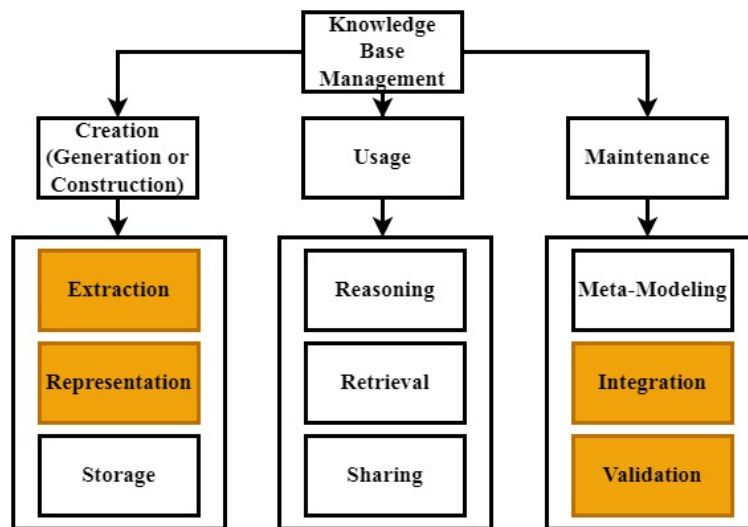 Knowledge
Base
Management
Creation
(Generation or
Construction)
Usage
Maintenance
Extraction
Representation
Storage
Reasoning
Retrieval
Sharing
Meta-Modeling
Integration
Validation